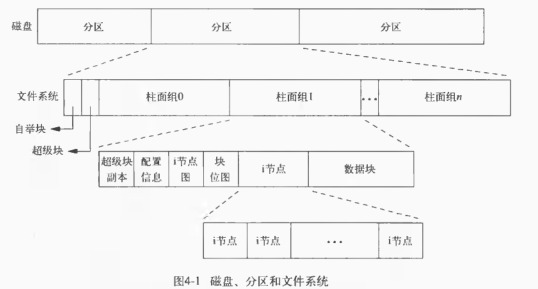 磁盘 分区 分区 分区
文件系统 柱面组0 柱面组1 ••• 柱面组n
自举块
超级块
超级块副本 配置信息 i节点图 块位图 i节点 数据块
i节点 i节点 ••• i节点
图4-1 磁盘、分区和文件系统